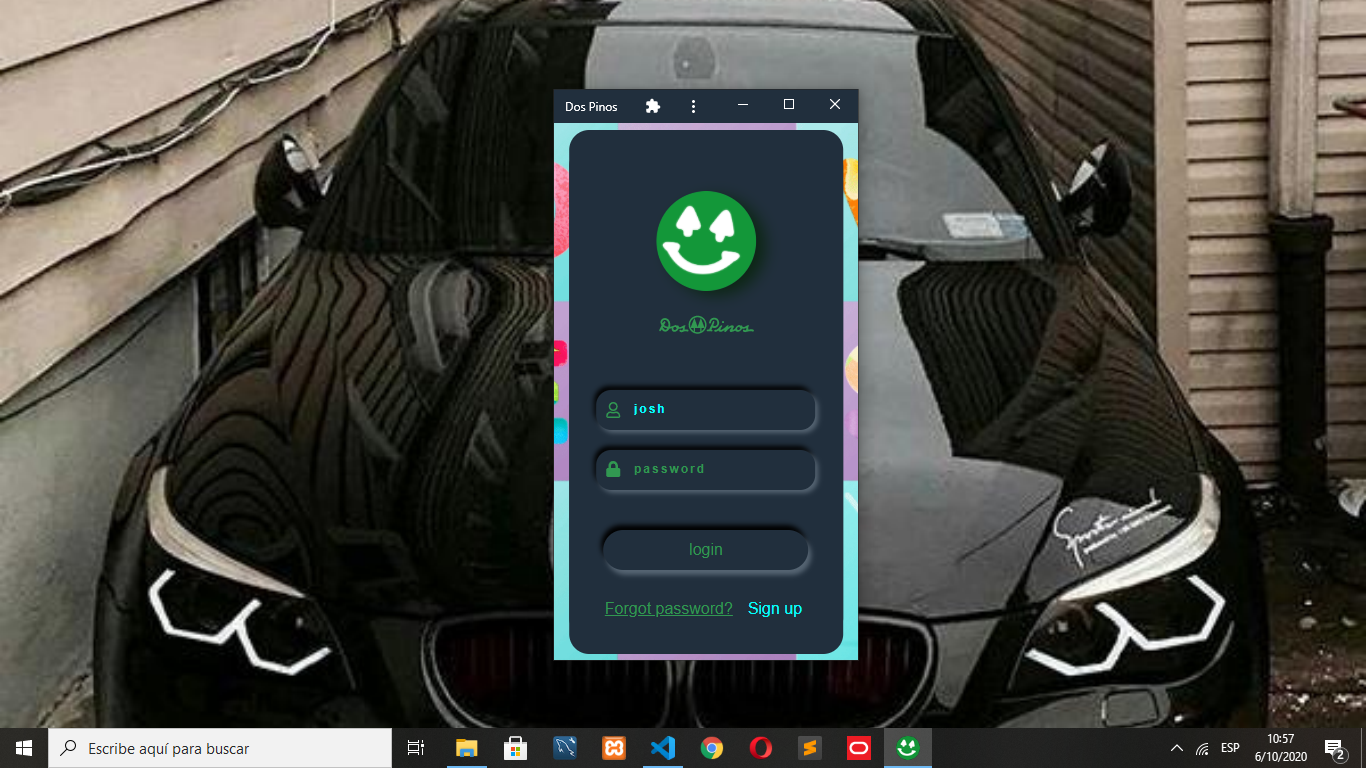 Dos Pinos
Dos Pinos
josh
password
login
Forgot password? Sign up
Escribe aquí para buscar
ESP
10:57
6/10/2020
2